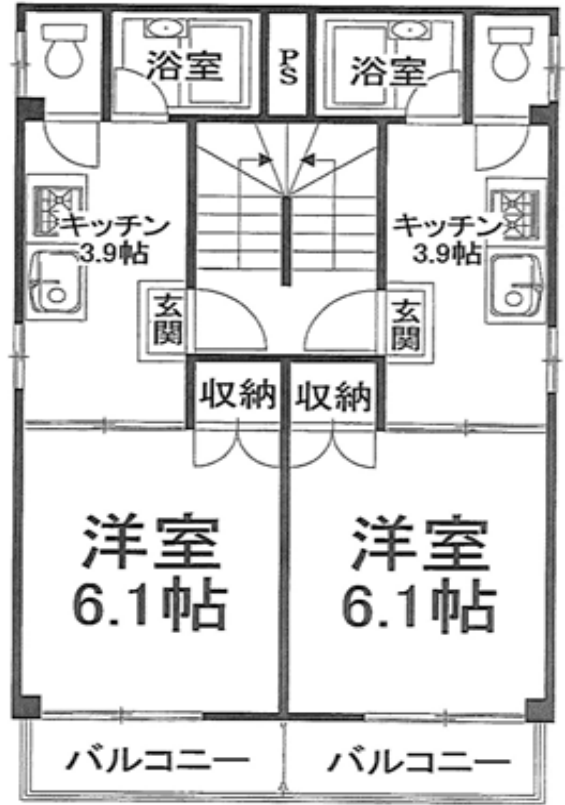 浴室
PS
浴室
キッチン
3.9帖
キッチン
3.9帖
玄関
玄関
収納
収納
洋室
6.1帖
洋室
6.1帖
バルコニー
バルコニー